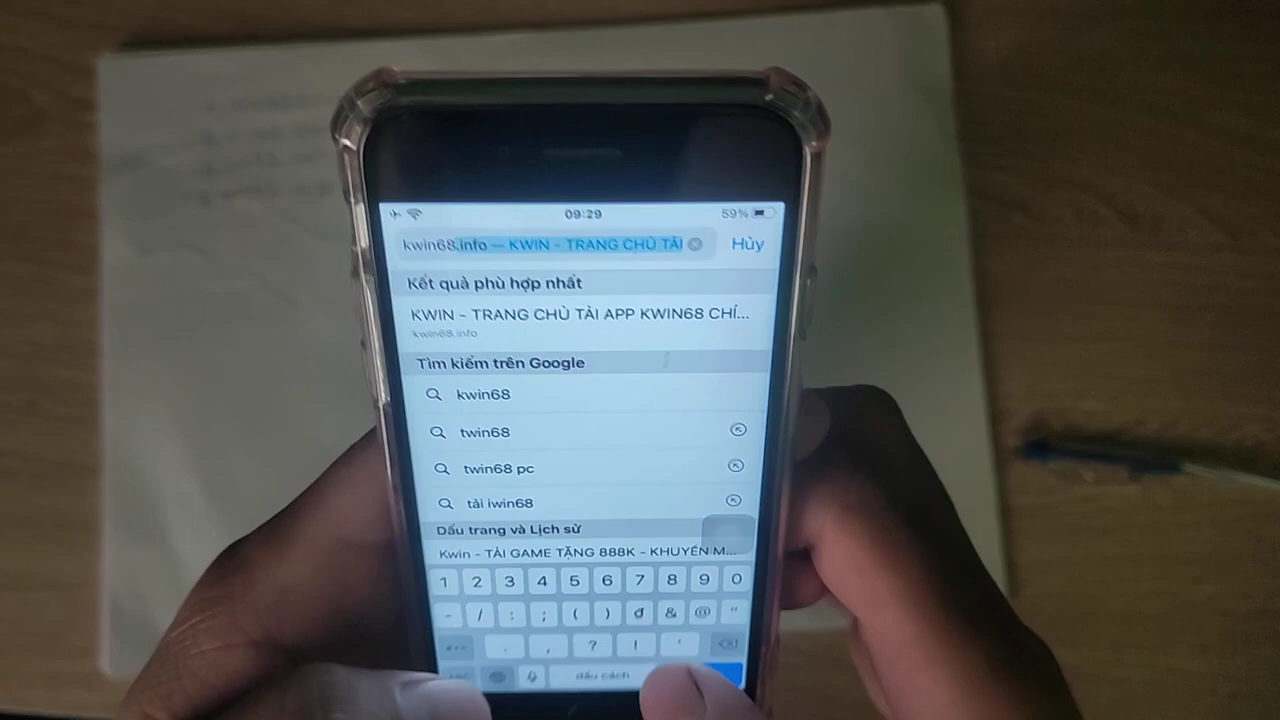 09:29
59%
kwin68.info — KWIN - TRANG CHỦ TẢI
Hủy
Kết quả phù hợp nhất
KWIN - TRANG CHỦ TẢI APP KWIN68 CHÍ...
kwin68.info
Tìm kiếm trên Google
kwin68
twin68
twin68 pc
tải iwin68
Dấu trang và Lịch sử
Kwin - TẢI GAME TẶNG 888K - KHUYẾN M...
1 2 3 4 5 6 7 8 9 0
- / : ; ( ) đ & @ "
#+= . , ? ! '
ABC dấu cách